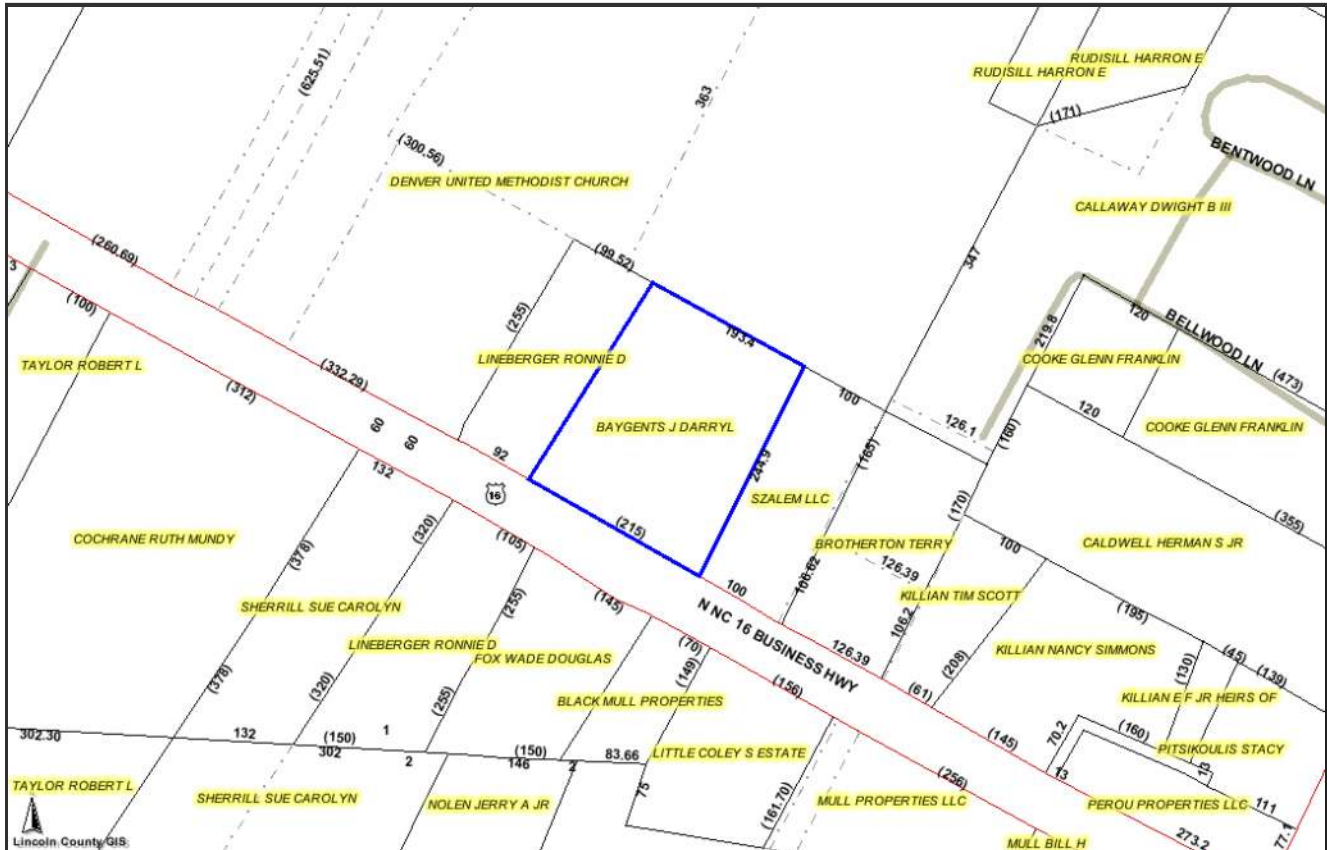 (625.51)
363
RUDISILL HARRON E
RUDISILL HARRON E
(171)
(300.56)
BENTWOOD LN
DENVER UNITED METHODIST CHURCH
CALLAWAY DWIGHT B III
(260.69)
(99.52)
347
3
(100)
(255)
193.4
120
219.8
BELLWOOD LN
TAYLOR ROBERT L
LINEBERGER RONNIE D
COOKE GLENN FRANKLIN
(332.29)
(473)
(312)
100
120
60
60
BAYGENTS J DARRYL
126.1
(160)
COOKE GLENN FRANKLIN
92
132
(165)
244.9
16
SZALEM LLC
(170)
(320)
(105)
(215)
(355)
COCHRANE RUTH MUNDY
(378)
BROTHERTON TERRY
100
CALDWELL HERMAN S JR
126.39
106.62
KILLIAN TIM SCOTT
100
(255)
(145)
SHERRILL SUE CAROLYN
(195)
106.2
N NC 16 BUSINESS HWY
LINEBERGER RONNIE D
(70)
126.39
KILLIAN NANCY SIMMONS
FOX WADE DOUGLAS
(149)
(208)
(130)
(45)
(139)
(378)
(320)
(156)
(61)
KILLIAN E F JR HEIRS OF
BLACK MULL PROPERTIES
(255)
302.30
132
(150)
1
302
2
(150)
146
2
83.66
LITTLE COLEY S ESTATE
(145)
70.2
(160)
PITSIKOULIS STACY
13
13
TAYLOR ROBERT L
SHERRILL SUE CAROLYN
NOLEN JERRY A JR
75
(161.70)
(256)
MULL PROPERTIES LLC
PEROU PROPERTIES LLC
111
273.2
77.1
Lincoln County GIS
MULL BILL H